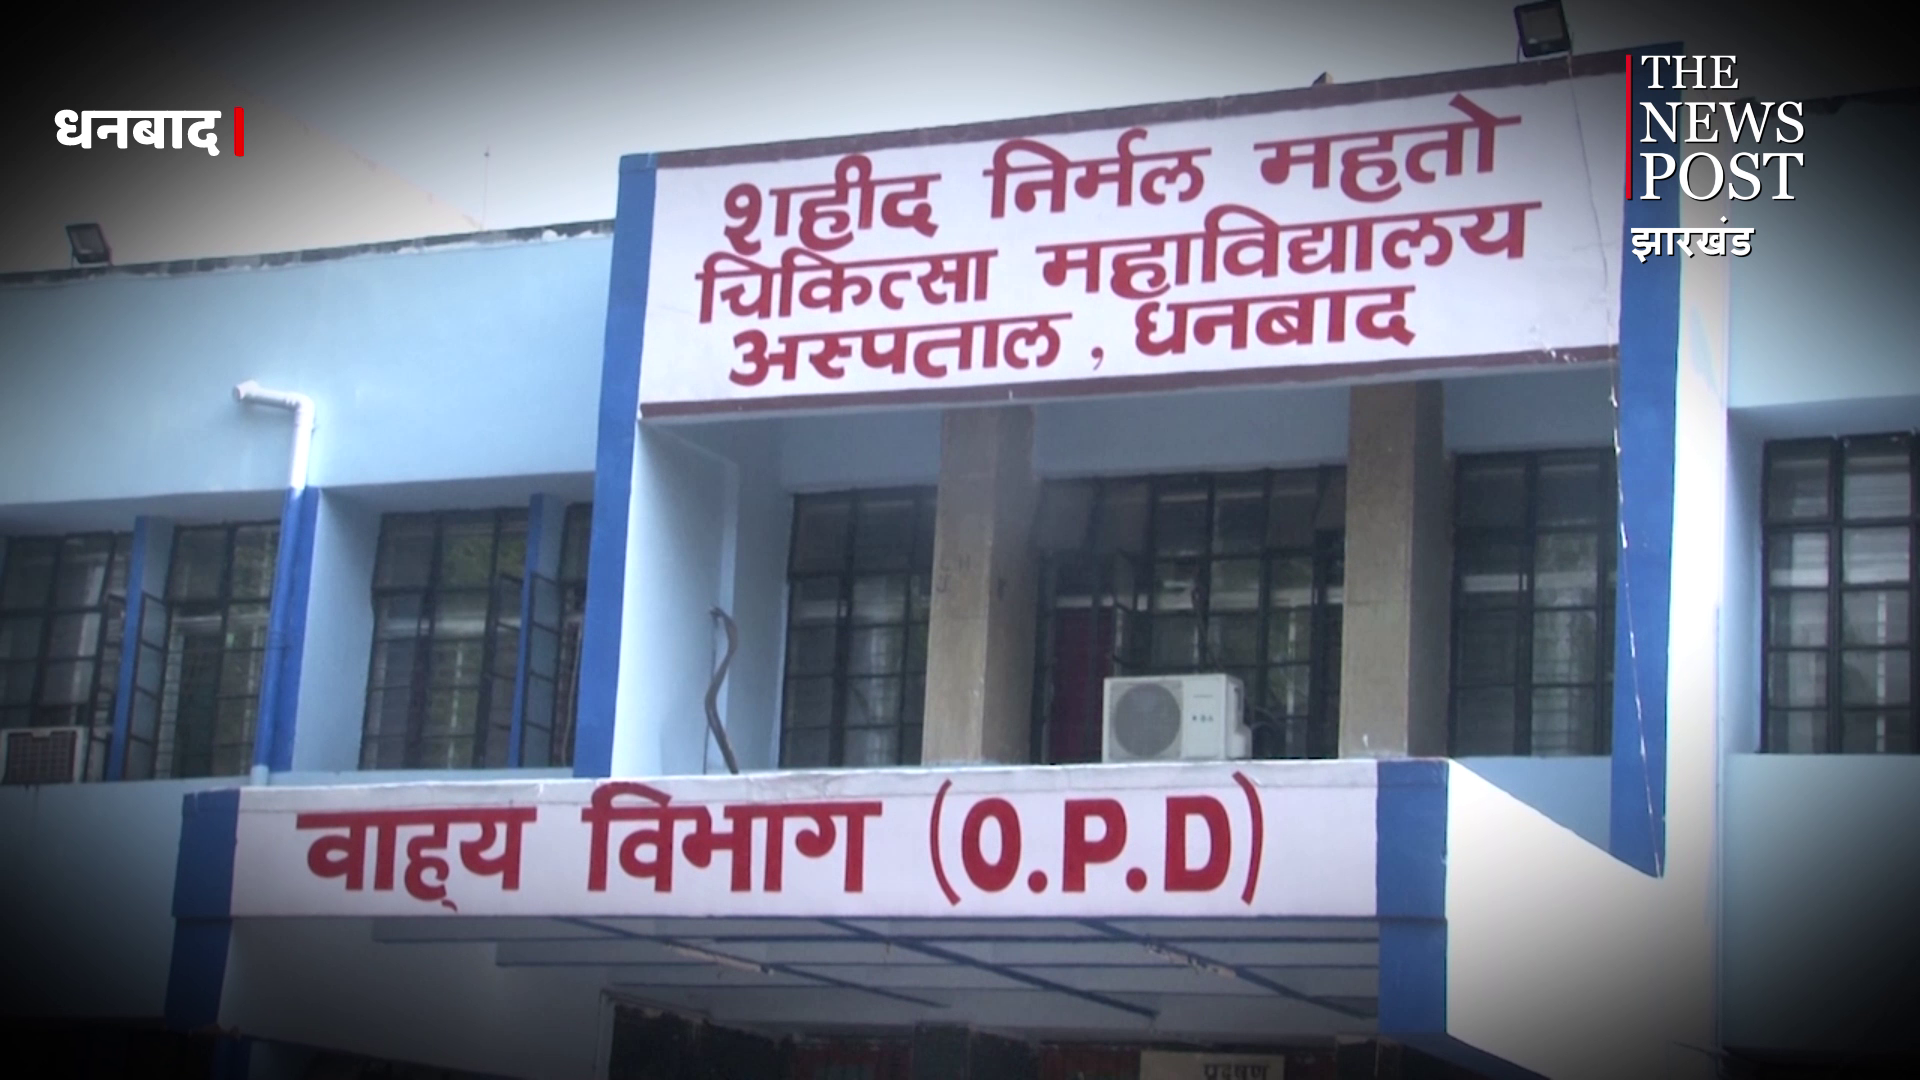 धनबाद
THE
NEWS
POST
झारखंड
शहीद निर्मल महतो
चिकित्सा महाविद्यालय
अस्पताल, धनबाद
वाह्य विभाग (O.P.D)